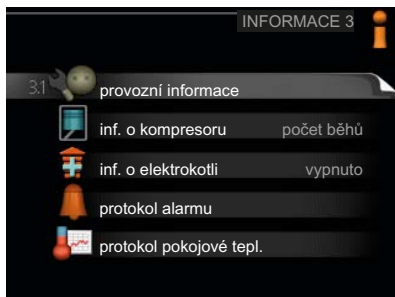 INFORMACE 3
3.1 provozní informace
inf. o kompresoru počet běhů
inf. o elektrokotli vypnuto
protokol alarmu
protokol pokojové tepl.